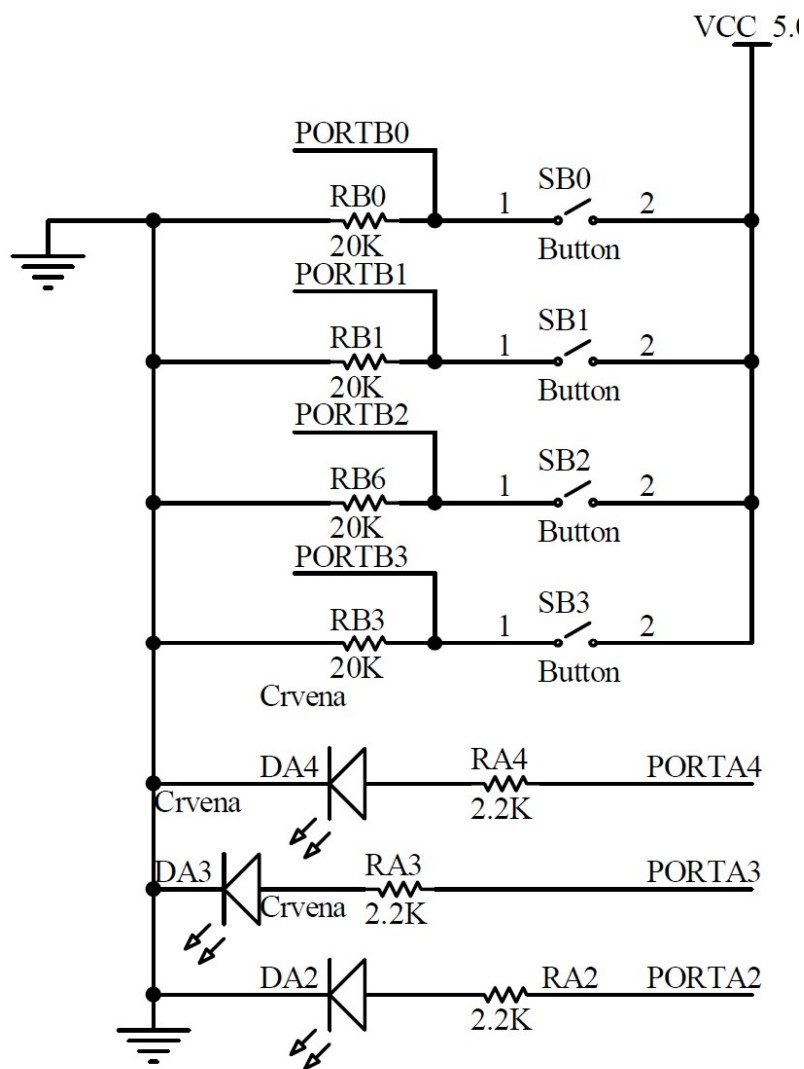 VCC 5.0
PORTB0
RB0
20K
1
SB0
2
Button
PORTB1
RB1
20K
1
SB1
2
Button
PORTB2
RB6
20K
1
SB2
2
Button
PORTB3
RB3
20K
1
SB3
2
Button
Crvena
DA4
RA4
2.2K
PORTA4
Crvena
DA3
RA3
2.2K
PORTA3
Crvena
DA2
RA2
2.2K
PORTA2